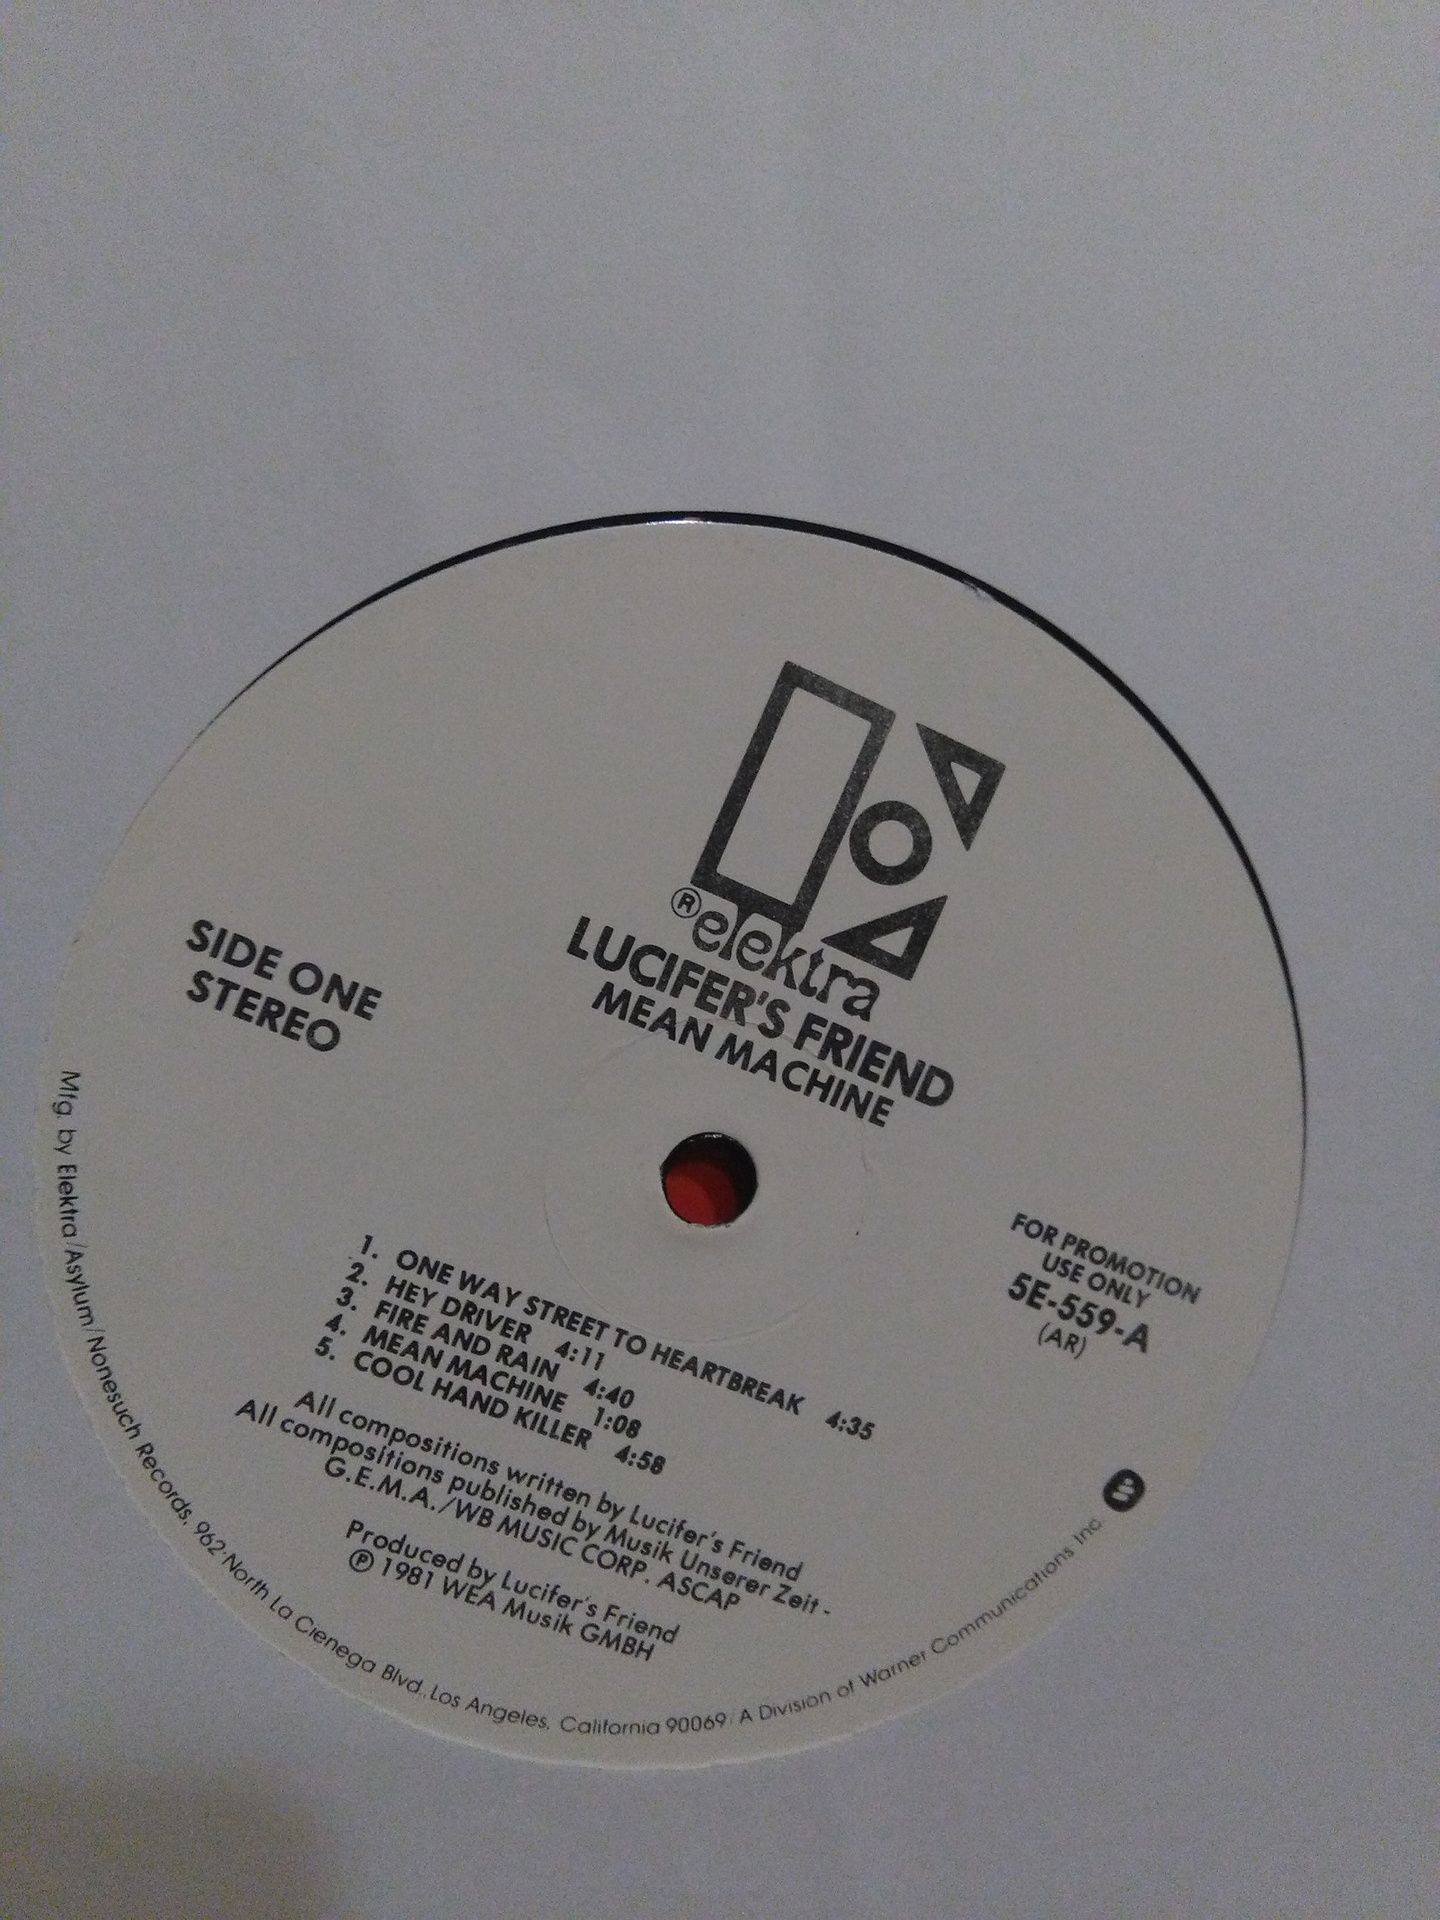 ® elektra
LUCIFER'S FRIEND
MEAN MACHINE
SIDE ONE
STEREO
FOR PROMOTION
USE ONLY
5E-559-A
(AR)
1. ONE WAY STREET TO HEARTBREAK 4:35
2. HEY DRIVER 4:11
3. FIRE AND RAIN 4:40
4. MEAN MACHINE 1:08
5. COOL HAND KILLER 4:58
All compositions written by Lucifer's Friend
All compositions published by Musik Unserer Zeit -
G.E.M.A./WB MUSIC CORP. ASCAP
Produced by Lucifer's Friend
℗ 1981 WEA Musik GMBH
Mfg. by Elektra/Asylum/Nonesuch Records, 962 North La Cienega Blvd., Los Angeles, California 90069/A Division of Warner Communications Inc.